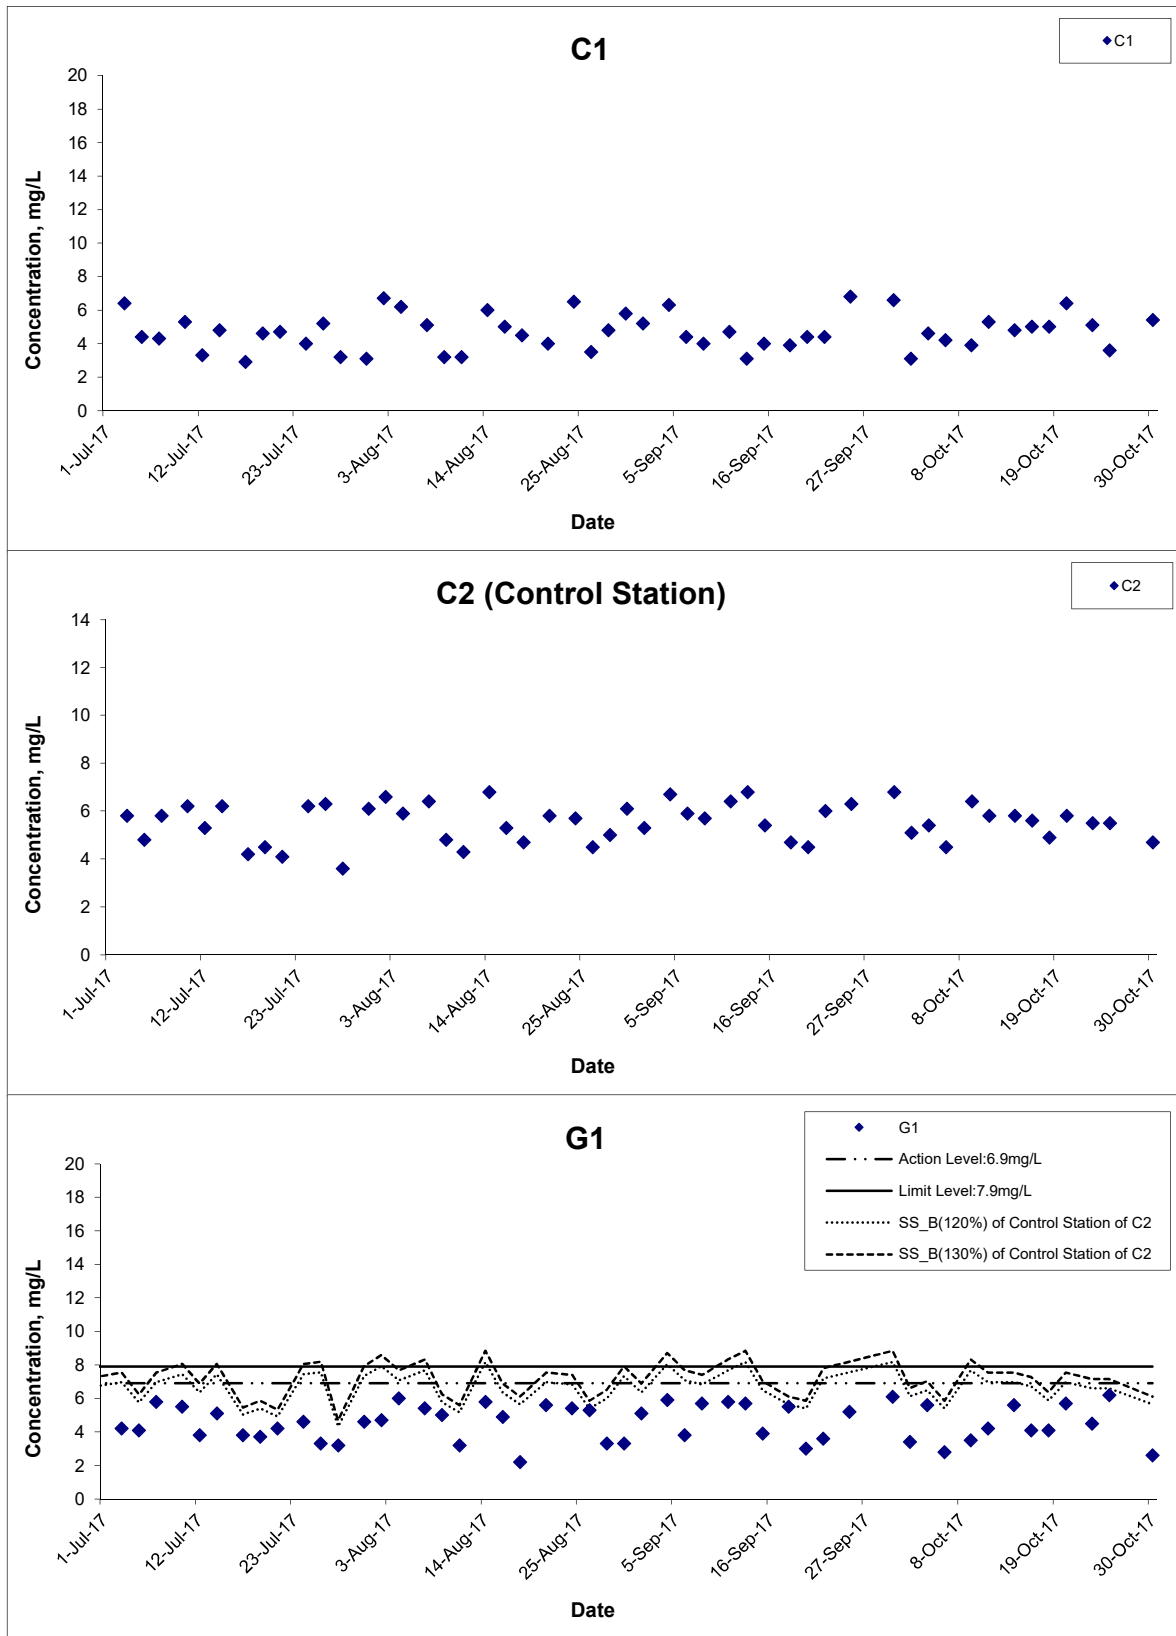 C1
C1
20
18
16
14
12
10
8
6
4
2
0
Concentration, mg/L
1-Jul-17
12-Jul-17
23-Jul-17
3-Aug-17
14-Aug-17
25-Aug-17
5-Sep-17
16-Sep-17
27-Sep-17
8-Oct-17
19-Oct-17
30-Oct-17
Date
C2 (Control Station)
C2
14
12
10
8
6
4
2
0
Concentration, mg/L
1-Jul-17
12-Jul-17
23-Jul-17
3-Aug-17
14-Aug-17
25-Aug-17
5-Sep-17
16-Sep-17
27-Sep-17
8-Oct-17
19-Oct-17
30-Oct-17
Date
G1
G1
Action Level:6.9mg/L
Limit Level:7.9mg/L
SS_B(120%) of Control Station of C2
SS_B(130%) of Control Station of C2
20
18
16
14
12
10
8
6
4
2
0
Concentration, mg/L
1-Jul-17
12-Jul-17
23-Jul-17
3-Aug-17
14-Aug-17
25-Aug-17
5-Sep-17
16-Sep-17
27-Sep-17
8-Oct-17
19-Oct-17
30-Oct-17
Date